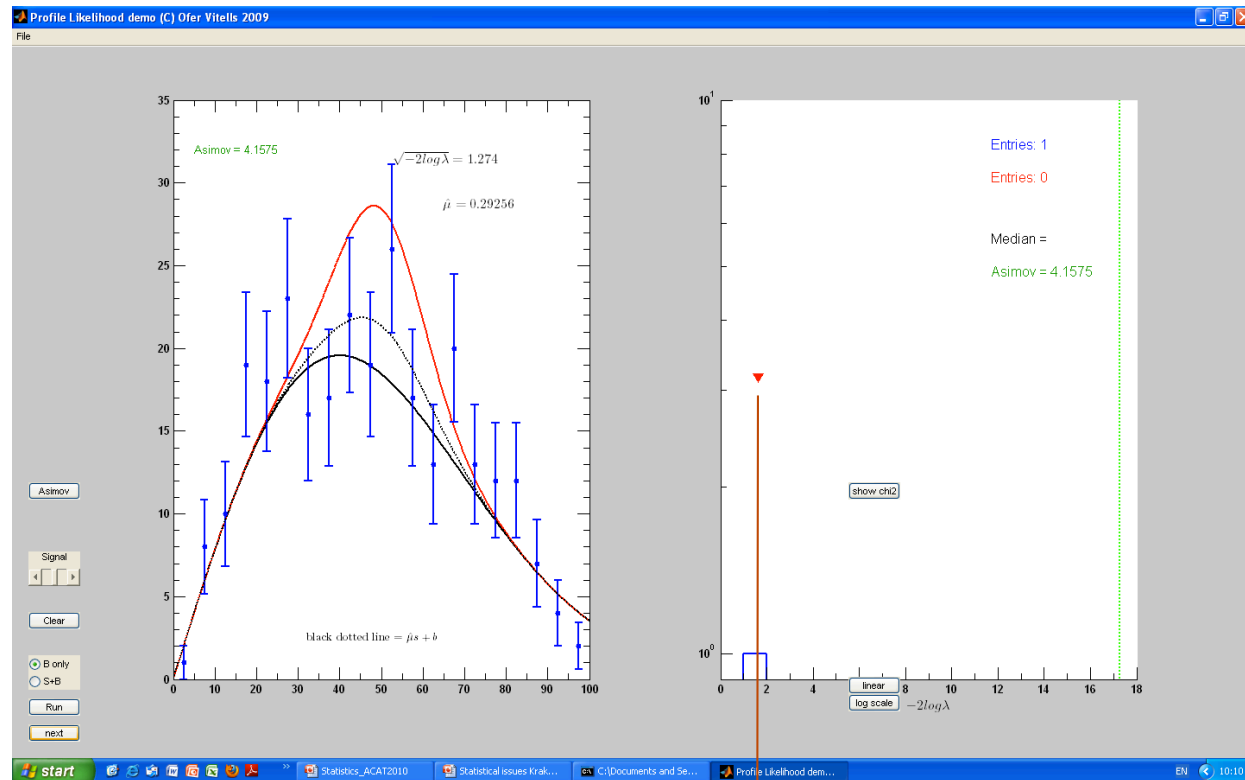 Profile Likelihood demo (C) Ofer Vitells 2009
File
35
30
25
20
15
10
5
0
Asimov = 4.1575
√−2logλ = 1.274
μ̂ = 0.29256
black dotted line = μ̂s + b
0 10 20 30 40 50 60 70 80 90 100
10^1
10^0
Entries: 1
Entries: 0
Median =
Asimov = 4.1575
show chi2
0 2 4 6 8 10 12 14 16 18
linear
log scale
−2logλ
Asimov
Signal
Clear
B only
S+B
Run
next
start
»
Statistics_ACAT2010
Statistical issues Krak...
C:\Documents and Se...
Profile Likelihood dem...
EN
10:10